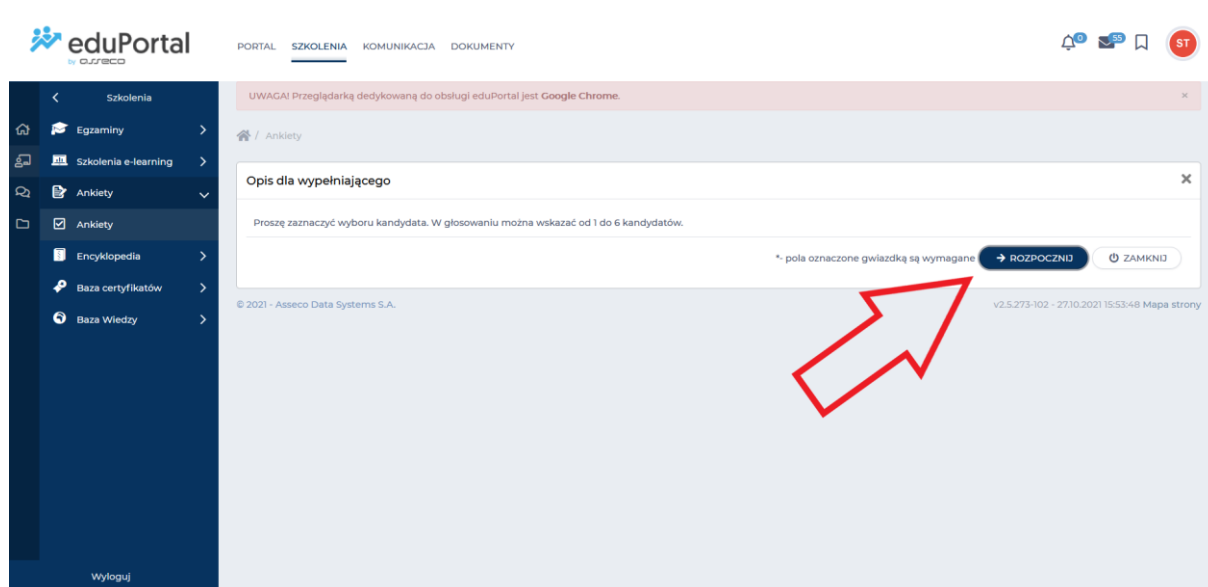 eduPortal
by asseco
PORTAL SZKOLENIA KOMUNIKACJA DOKUMENTY
0 55 ST
Szkolenia
Egzaminy
Szkolenia e-learning
Ankiety
Ankiety
Encyklopedia
Baza certyfikatów
Baza Wiedzy
Wyloguj
UWAGA! Przeglądarką dedykowaną do obsługi eduPortal jest Google Chrome. ×
/ Ankiety
Opis dla wypełniającego ×
Proszę zaznaczyć wyboru kandydata. W głosowaniu można wskazać od 1 do 6 kandydatów.
*- pola oznaczone gwiazdką są wymagane → ROZPOCZNIJ ZAMKNIJ
© 2021 - Asseco Data Systems S.A. v2.5.273-102 - 27.10.2021 15:53:48 Mapa strony